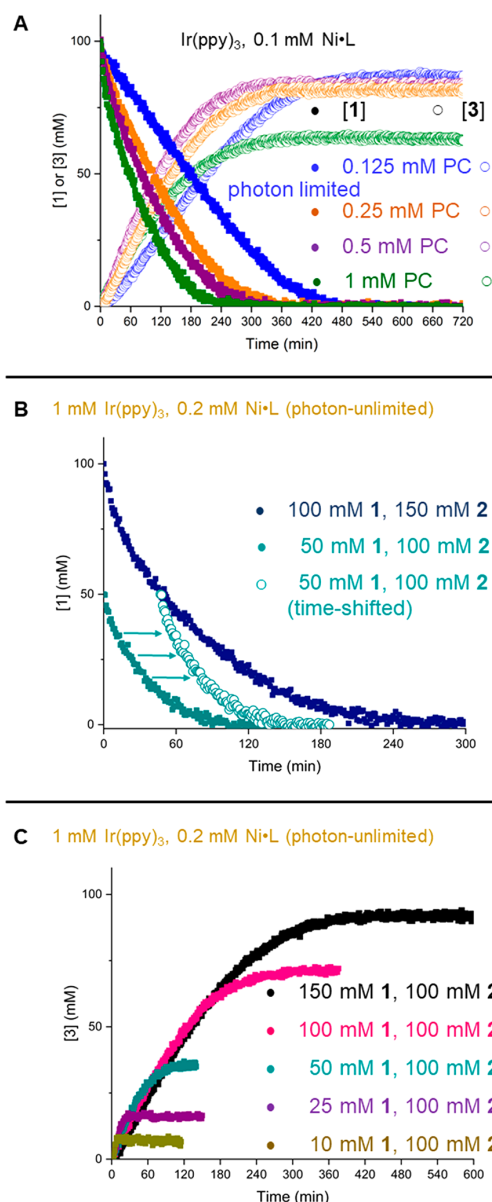 A
Ir(ppy)₃, 0.1 mM Ni•L
[1] or [3] (mM)
100
50
0
[1] [3]
0.125 mM PC
photon limited
0.25 mM PC
0.5 mM PC
1 mM PC
0 60 120 180 240 300 360 420 480 540 600 660 720
Time (min)
B 1 mM Ir(ppy)₃, 0.2 mM Ni•L (photon-unlimited)
[1] (mM)
100
50
0
100 mM 1, 150 mM 2
50 mM 1, 100 mM 2
50 mM 1, 100 mM 2
(time-shifted)
0 60 120 180 240 300
Time (min)
C 1 mM Ir(ppy)₃, 0.2 mM Ni•L (photon-unlimited)
[3] (mM)
100
50
0
150 mM 1, 100 mM 2
100 mM 1, 100 mM 2
50 mM 1, 100 mM 2
25 mM 1, 100 mM 2
10 mM 1, 100 mM 2
0 60 120 180 240 300 360 420 480 540 600
Time (min)